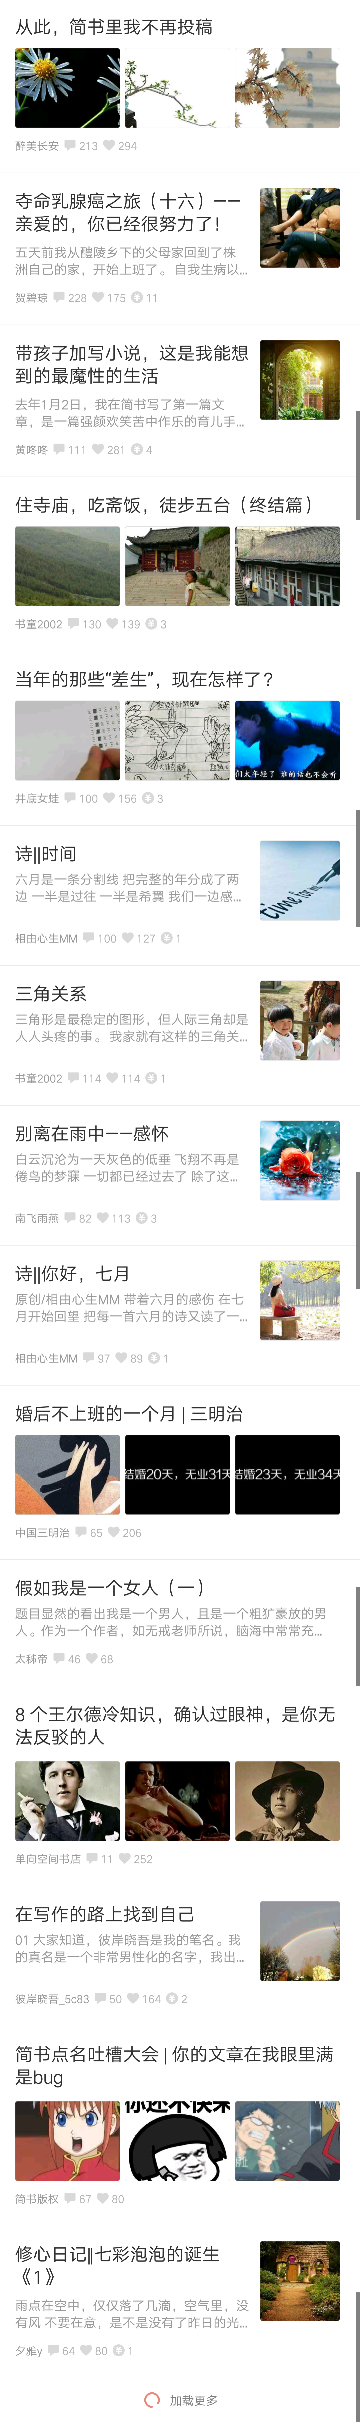 从此，简书里我不再投稿
醉美长安 213 294
夺命乳腺癌之旅（十六）——
亲爱的，你已经很努力了！
五天前我从醴陵乡下的父母家回到了株
洲自己的家，开始上班了。 自我生病以...
贺碧琼 228 175 11
带孩子加写小说，这是我能想
到的最魔性的生活
去年1月2日，我在简书写了第一篇文
章，是一篇强颜欢笑苦中作乐的育儿手...
黄咚咚 111 281 4
住寺庙，吃斋饭，徒步五台（终结篇）
书童2002 130 139 3
当年的那些“差生”，现在怎样了？
们太年轻了 谁的话也不会听
井底女蛙 100 156 3
诗||时间
六月是一条分割线 把完整的年分成了两
边 一半是过往 一半是希翼 我们一边感...
Time for
相由心生MM 100 127 1
三角关系
三角形是最稳定的图形，但人际三角却是
人人头疼的事。 我家就有这样的三角关...
书童2002 114 114 1
别离在雨中——感怀
白云沉沦为一天灰色的低垂 飞翔不再是
倦鸟的梦寐 一切都已经过去了 除了这...
南飞雨燕 82 113 3
诗||你好，七月
原创/相由心生MM 带着六月的感伤 在七
月开始回望 把每一首六月的诗又读了一...
相由心生MM 97 89 1
婚后不上班的一个月 | 三明治
结婚20天，无业31天
结婚23天，无业34天
中国三明治 65 206
假如我是一个女人（一）
题目显然的看出我是一个男人，且是一个粗犷豪放的男
人。作为一个作者，如无戒老师所说，脑海中常常充...
太秭帝 46 68
8 个王尔德冷知识，确认过眼神，是你无
法反驳的人
单向空间书店 11 252
在写作的路上找到自己
01 大家知道，彼岸晓吾是我的笔名。我
的真名是一个非常男性化的名字，我出...
彼岸晓吾_5c83 50 164 2
简书点名吐槽大会 | 你的文章在我眼里满
是bug
你还不快来
简书版权 67 80
修心日记||七彩泡泡的诞生
《1》
雨点在空中，仅仅落了几滴，空气里，没
有风 不要在意，是不是没有了昨日的光...
夕雅y 64 80 1
加载更多